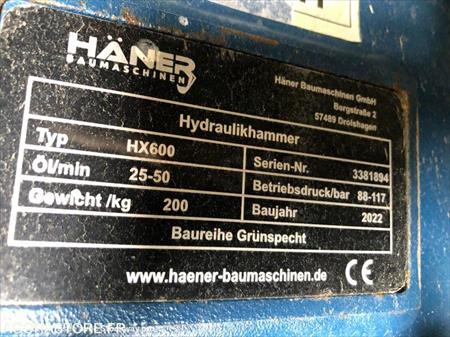 HÄNER
BAUMASCHINEN
Häner Baumaschinen GmbH
Bergstraße 2
57489 Drolshagen
Hydraulikhammer
Typ HX600 Serien-Nr. 3381894
Öl/min 25-50 Betriebsdruck/bar 88-117
Gewicht /kg 200 Baujahr 2022
Baureihe Grünspecht
www.haener-baumaschinen.de CE